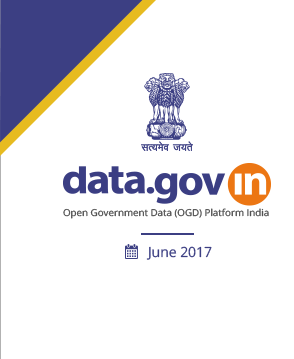 सत्यमेव जयते
data.gov in
Open Government Data (OGD) Platform India
June 2017